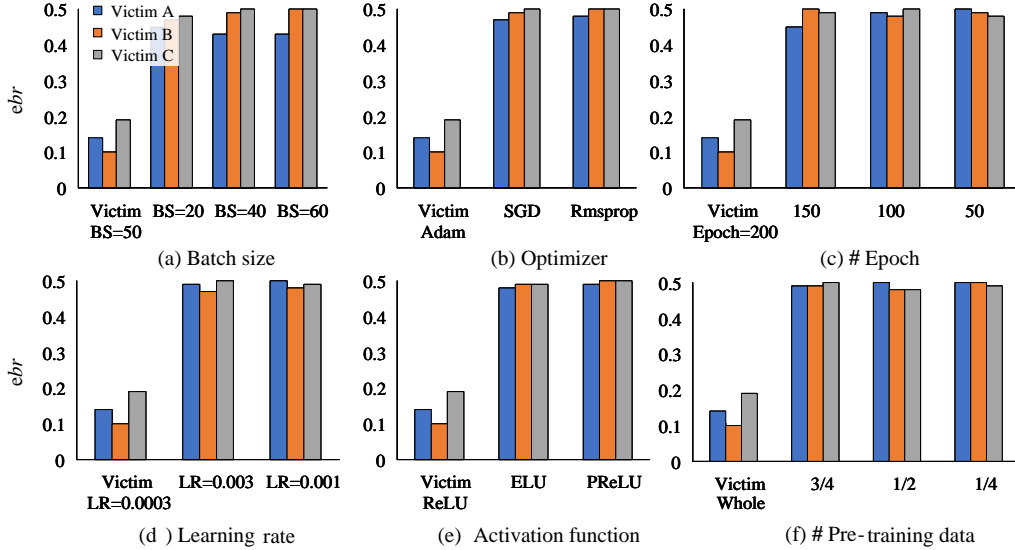 0.5
0.4
0.3
0.2
0.1
0
ebr
Victim A
Victim B
Victim C
Victim BS=20 BS=40 BS=60
BS=50
(a) Batch size
0.5
0.4
0.3
0.2
0.1
0
Victim SGD Rmsprop
Adam
(b) Optimizer
0.5
0.4
0.3
0.2
0.1
0
Victim 150 100 50
Epoch=200
(c) # Epoch
0.5
0.4
0.3
0.2
0.1
0
ebr
Victim LR=0.003 LR=0.001
LR=0.0003
(d ) Learning rate
0.5
0.4
0.3
0.2
0.1
0
Victim ELU PReLU
ReLU
(e) Activation function
0.5
0.4
0.3
0.2
0.1
0
Victim 3/4 1/2 1/4
Whole
(f) # Pre-training data